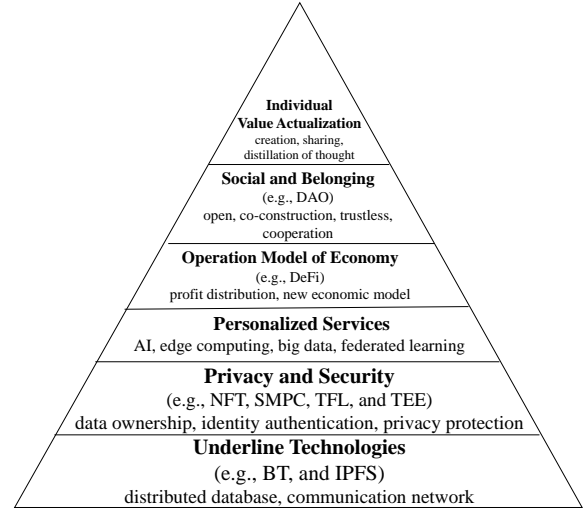 Individual
Value Actualization
creation, sharing,
distillation of thought
Social and Belonging
(e.g., DAO)
open, co-construction, trustless,
cooperation
Operation Model of Economy
(e.g., DeFi)
profit distribution, new economic model
Personalized Services
AI, edge computing, big data, federated learning
Privacy and Security
(e.g., NFT, SMPC, TFL, and TEE)
data ownership, identity authentication, privacy protection
Underline Technologies
(e.g., BT, and IPFS)
distributed database, communication network